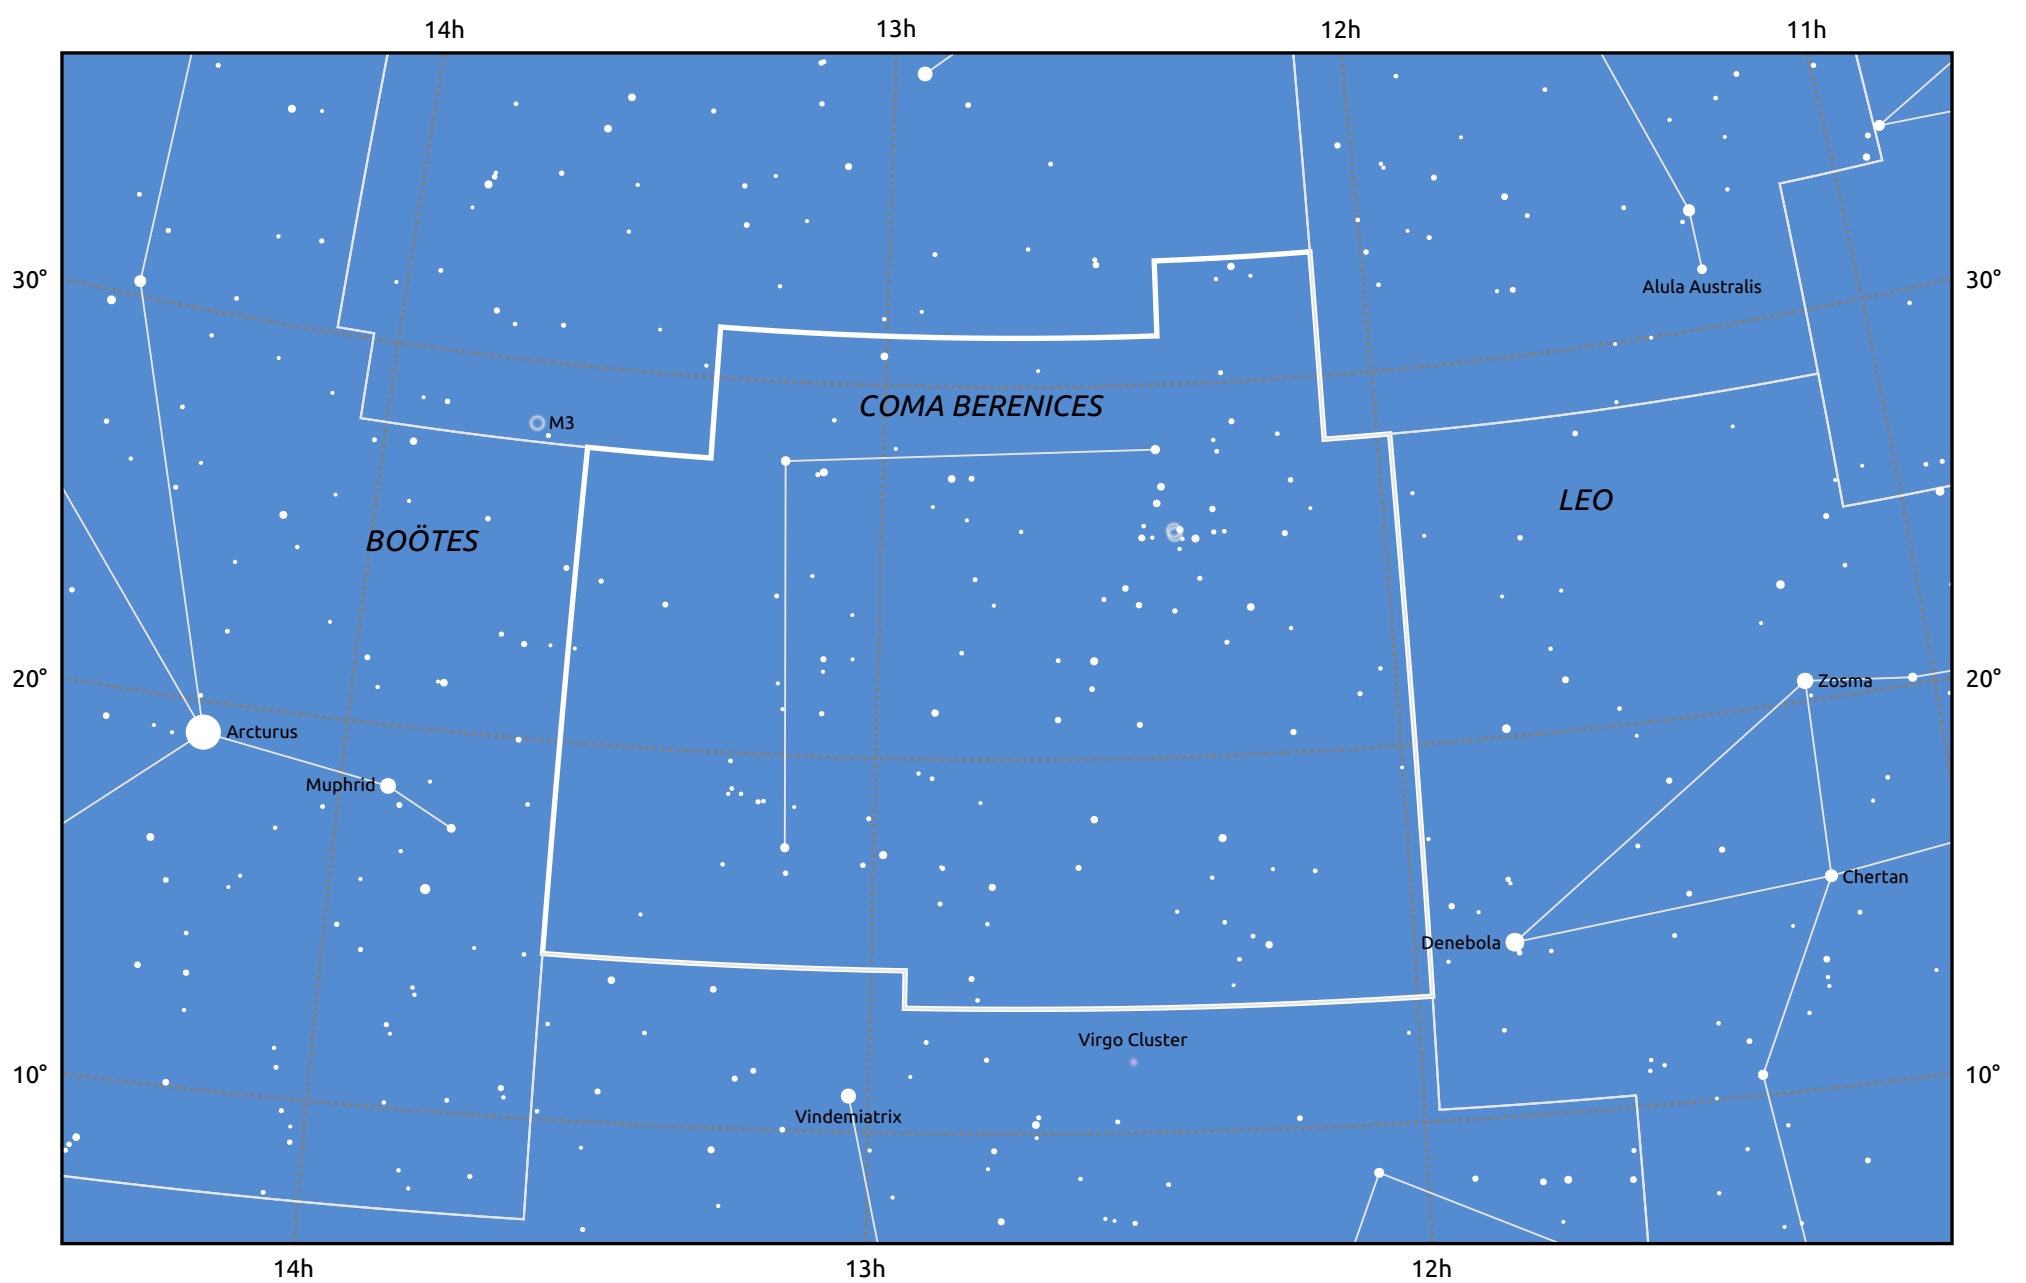 14h
13h
12h
11h
30°
30°
Alula Australis
COMA BERENICES
M3
LEO
BOÖTES
20°
20°
Zosma
Arcturus
Muphrid
Chertan
Denebola
Virgo Cluster
10°
10°
Vindemiatrix
14h
13h
12h